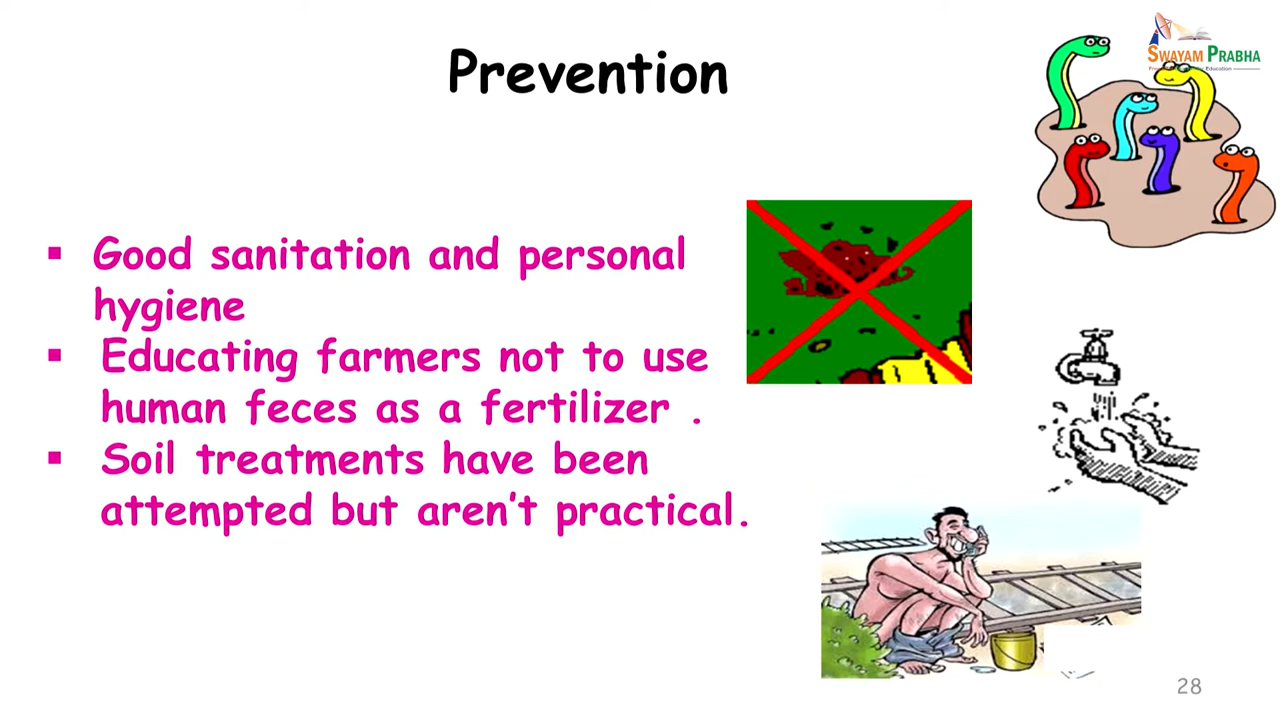 Prevention
SWAYAM PRABHA
▪ Good sanitation and personal
hygiene
▪ Educating farmers not to use
human feces as a fertilizer .
▪ Soil treatments have been
attempted but aren't practical.
28